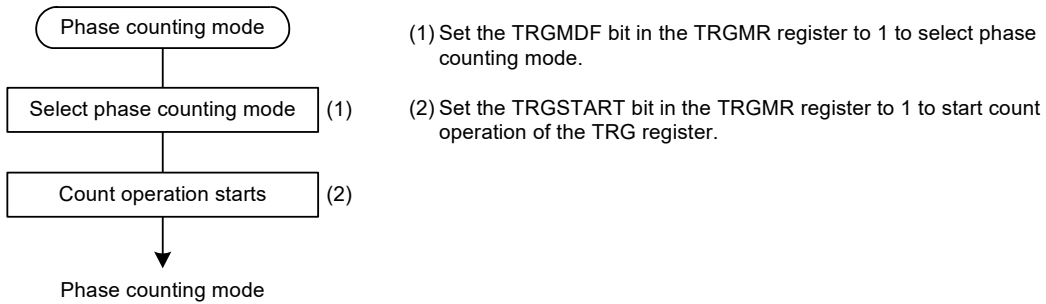 Phase counting mode
Select phase counting mode (1)
Count operation starts (2)
Phase counting mode
(1) Set the TRGMDF bit in the TRGMR register to 1 to select phase
counting mode.
(2) Set the TRGSTART bit in the TRGMR register to 1 to start count
operation of the TRG register.